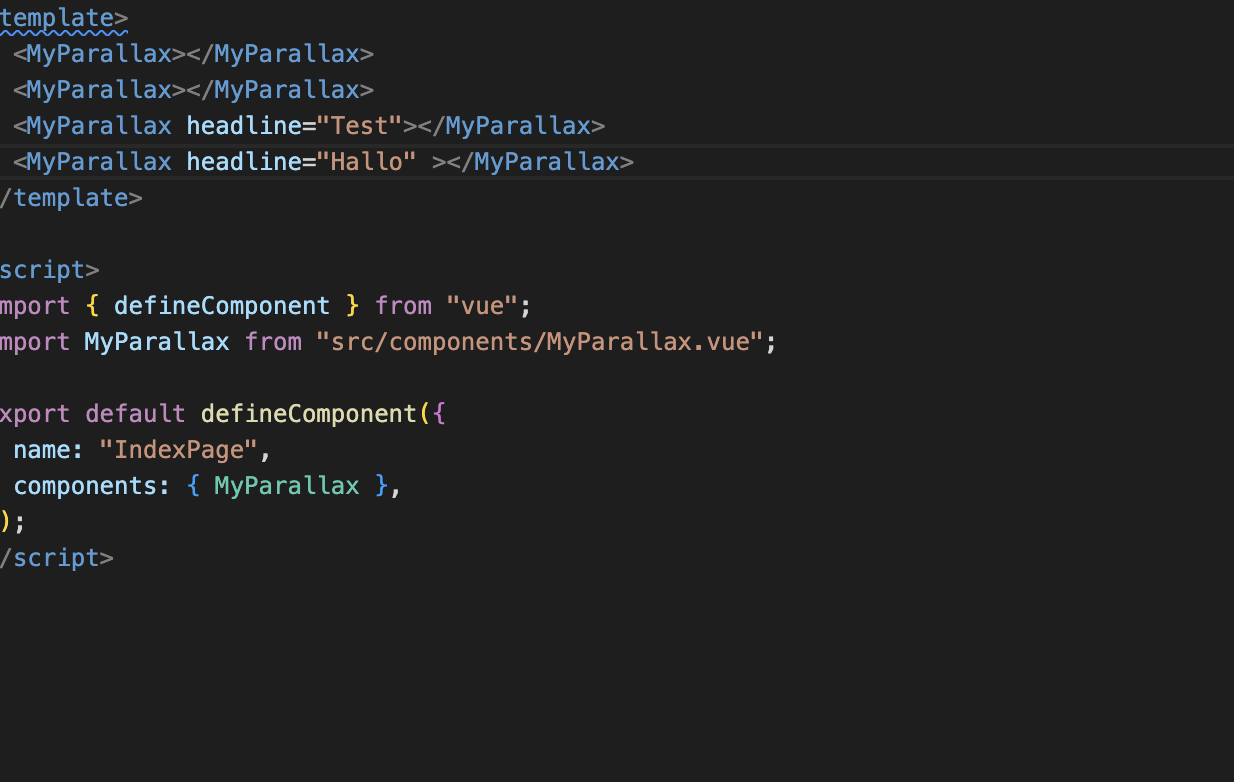 template>
<MyParallax></MyParallax>
<MyParallax></MyParallax>
<MyParallax headline="Test"></MyParallax>
<MyParallax headline="Hallo" ></MyParallax>
/template>
script>
mport { defineComponent } from "vue";
mport MyParallax from "src/components/MyParallax.vue";
xport default defineComponent({
name: "IndexPage",
components: { MyParallax },
);
/script>